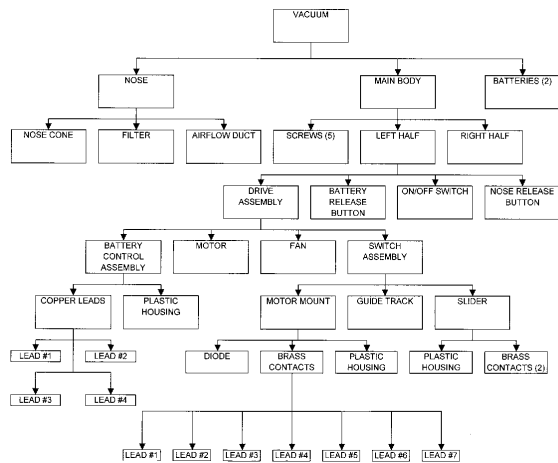 VACUUM
NOSE
MAIN BODY
BATTERIES (2)
NOSE CONE
FILTER
AIRFLOW DUCT
SCREWS (5)
LEFT HALF
RIGHT HALF
DRIVE
ASSEMBLY
BATTERY
RELEASE
BUTTON
ON/OFF SWITCH
NOSE RELEASE
BUTTON
BATTERY
CONTROL
ASSEMBLY
MOTOR
FAN
SWITCH
ASSEMBLY
COPPER LEADS
PLASTIC
HOUSING
MOTOR MOUNT
GUIDE TRACK
SLIDER
LEAD #1
LEAD #2
DIODE
BRASS
CONTACTS
PLASTIC
HOUSING
PLASTIC
HOUSING
BRASS
CONTACTS (2)
LEAD #3
LEAD #4
LEAD #1
LEAD #2
LEAD #3
LEAD #4
LEAD #5
LEAD #6
LEAD #7